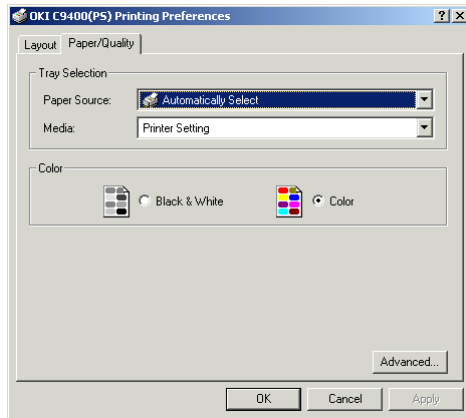 OKI C9400(PS) Printing Preferences
Layout Paper/Quality
Tray Selection
Paper Source: Automatically Select
Media: Printer Setting
Color
Black & White Color
Advanced...
OK Cancel Apply